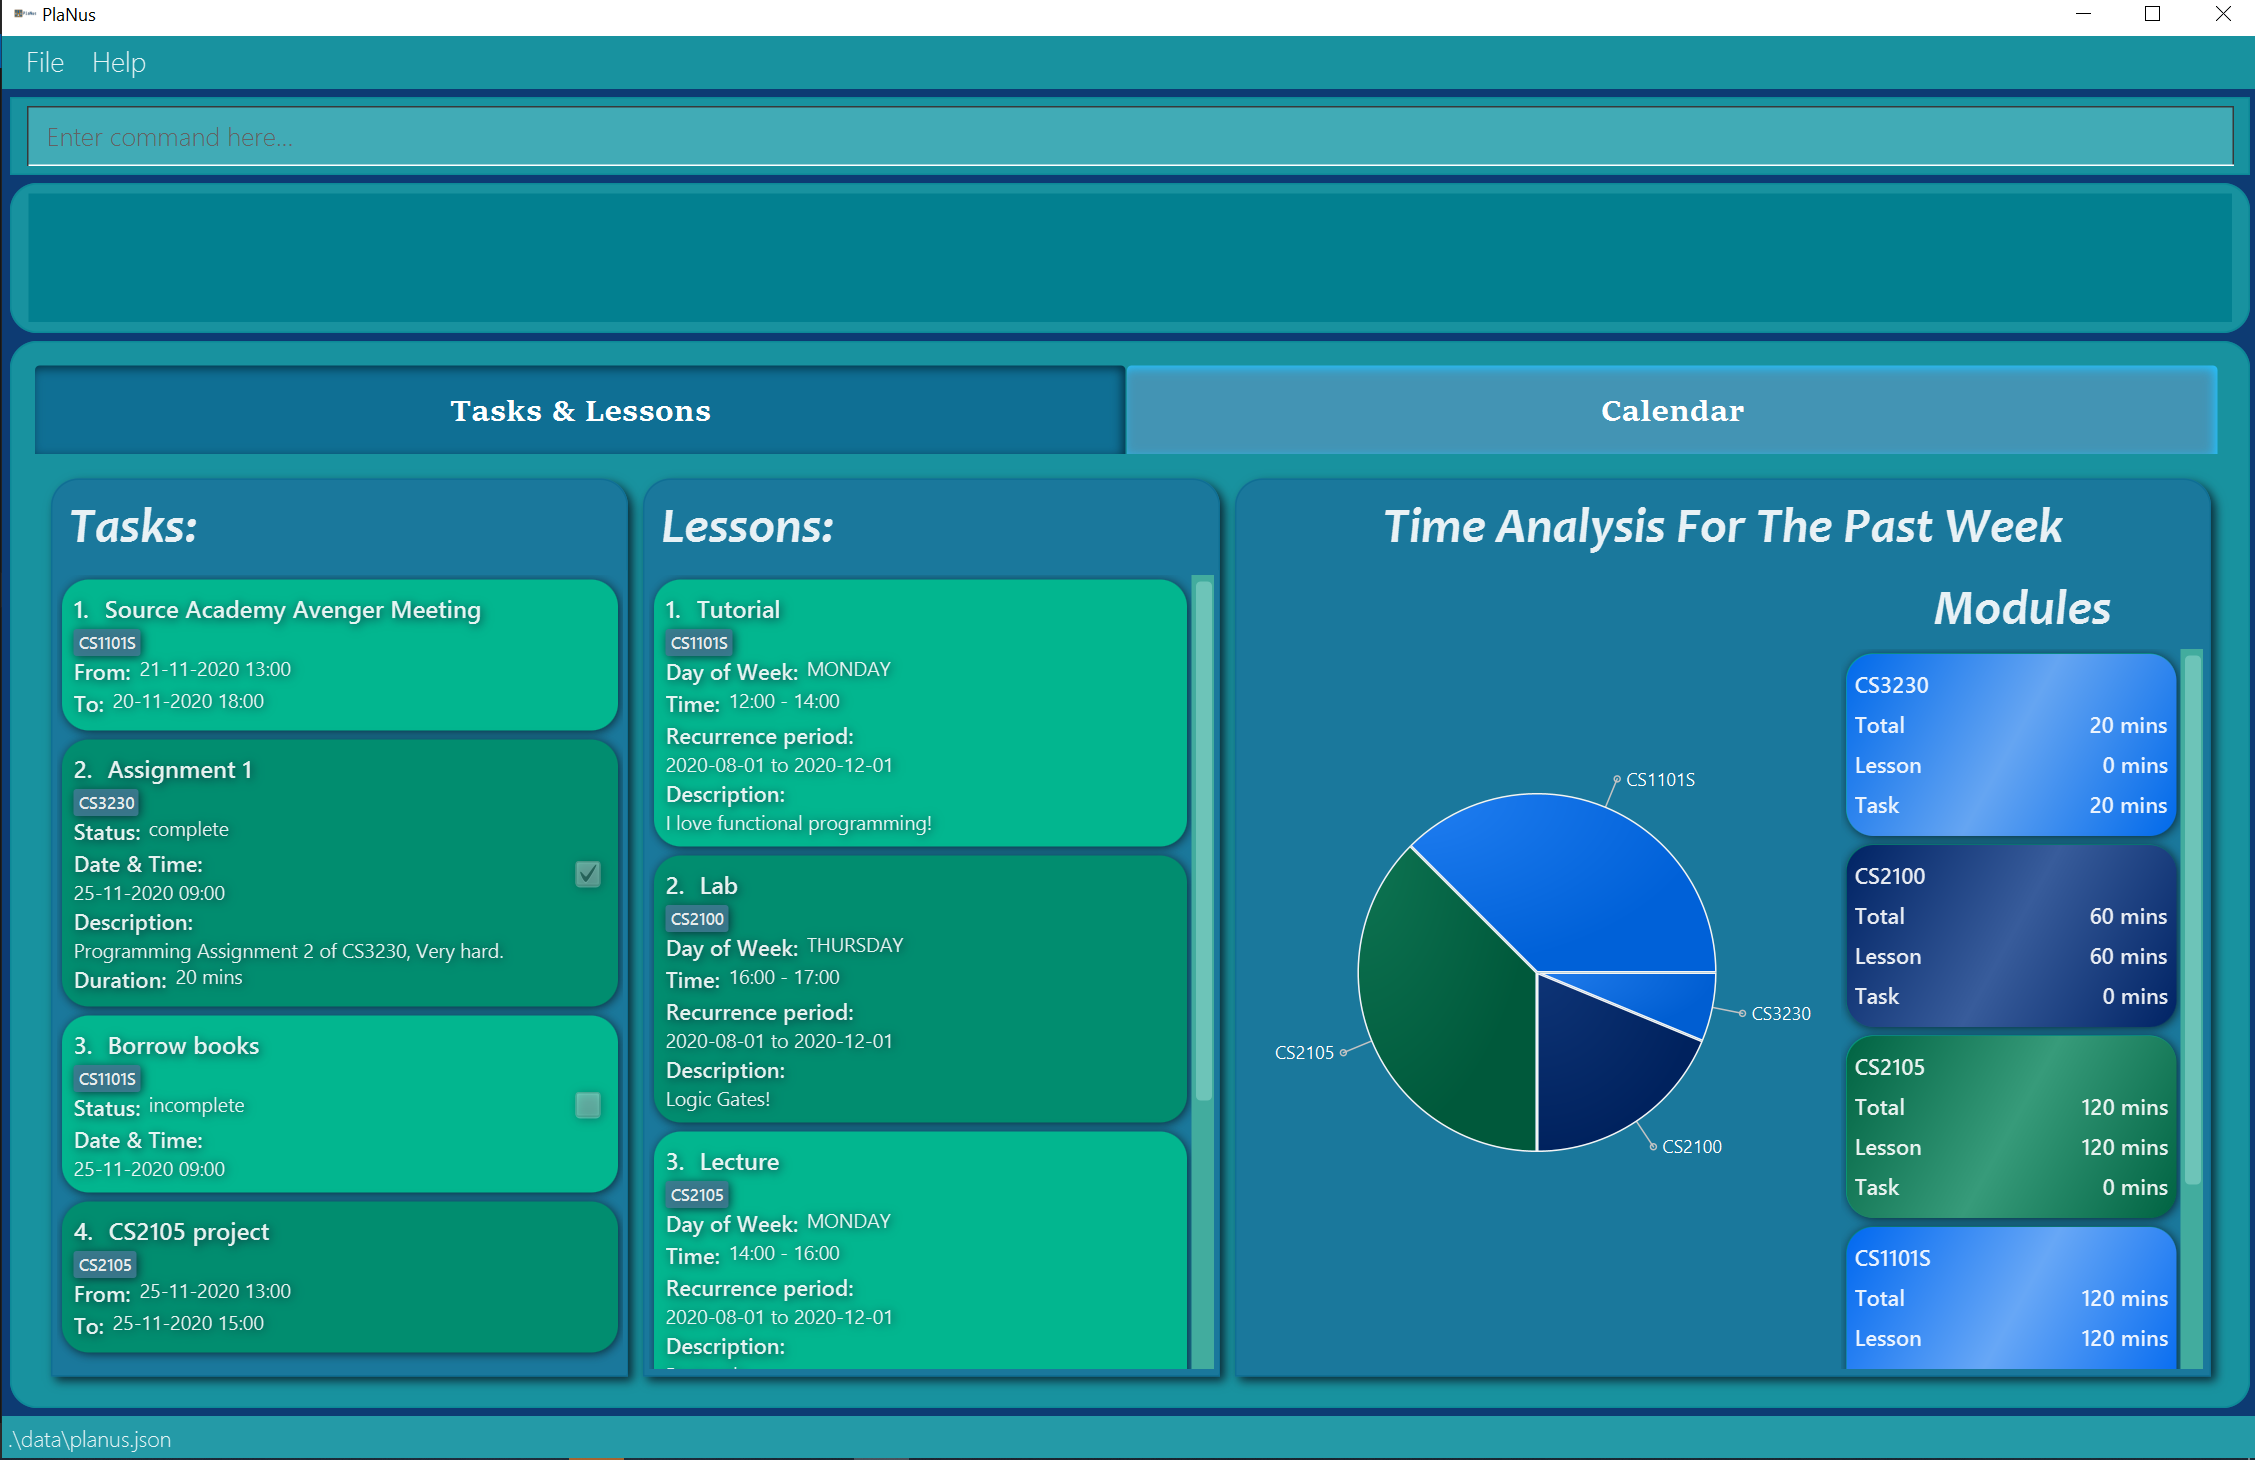 PlaNus
File Help
Enter command here...
Tasks & Lessons
Calendar
Tasks:
1. Source Academy Avenger Meeting
CS1101S
From: 21-11-2020 13:00
To: 20-11-2020 18:00
2. Assignment 1
CS3230
Status: complete
Date & Time:
25-11-2020 09:00
Description:
Programming Assignment 2 of CS3230, Very hard.
Duration: 20 mins
3. Borrow books
CS1101S
Status: incomplete
Date & Time:
25-11-2020 09:00
4. CS2105 project
CS2105
From: 25-11-2020 13:00
To: 25-11-2020 15:00
Lessons:
1. Tutorial
CS1101S
Day of Week: MONDAY
Time: 12:00 - 14:00
Recurrence period:
2020-08-01 to 2020-12-01
Description:
I love functional programming!
2. Lab
CS2100
Day of Week: THURSDAY
Time: 16:00 - 17:00
Recurrence period:
2020-08-01 to 2020-12-01
Description:
Logic Gates!
3. Lecture
CS2105
Day of Week: MONDAY
Time: 14:00 - 16:00
Recurrence period:
2020-08-01 to 2020-12-01
Description:
Time Analysis For The Past Week
CS1101S
CS3230
CS2105
CS2100
Modules
CS3230
Total 20 mins
Lesson 0 mins
Task 20 mins
CS2100
Total 60 mins
Lesson 60 mins
Task 0 mins
CS2105
Total 120 mins
Lesson 120 mins
Task 0 mins
CS1101S
Total 120 mins
Lesson 120 mins
.\data\planus.json